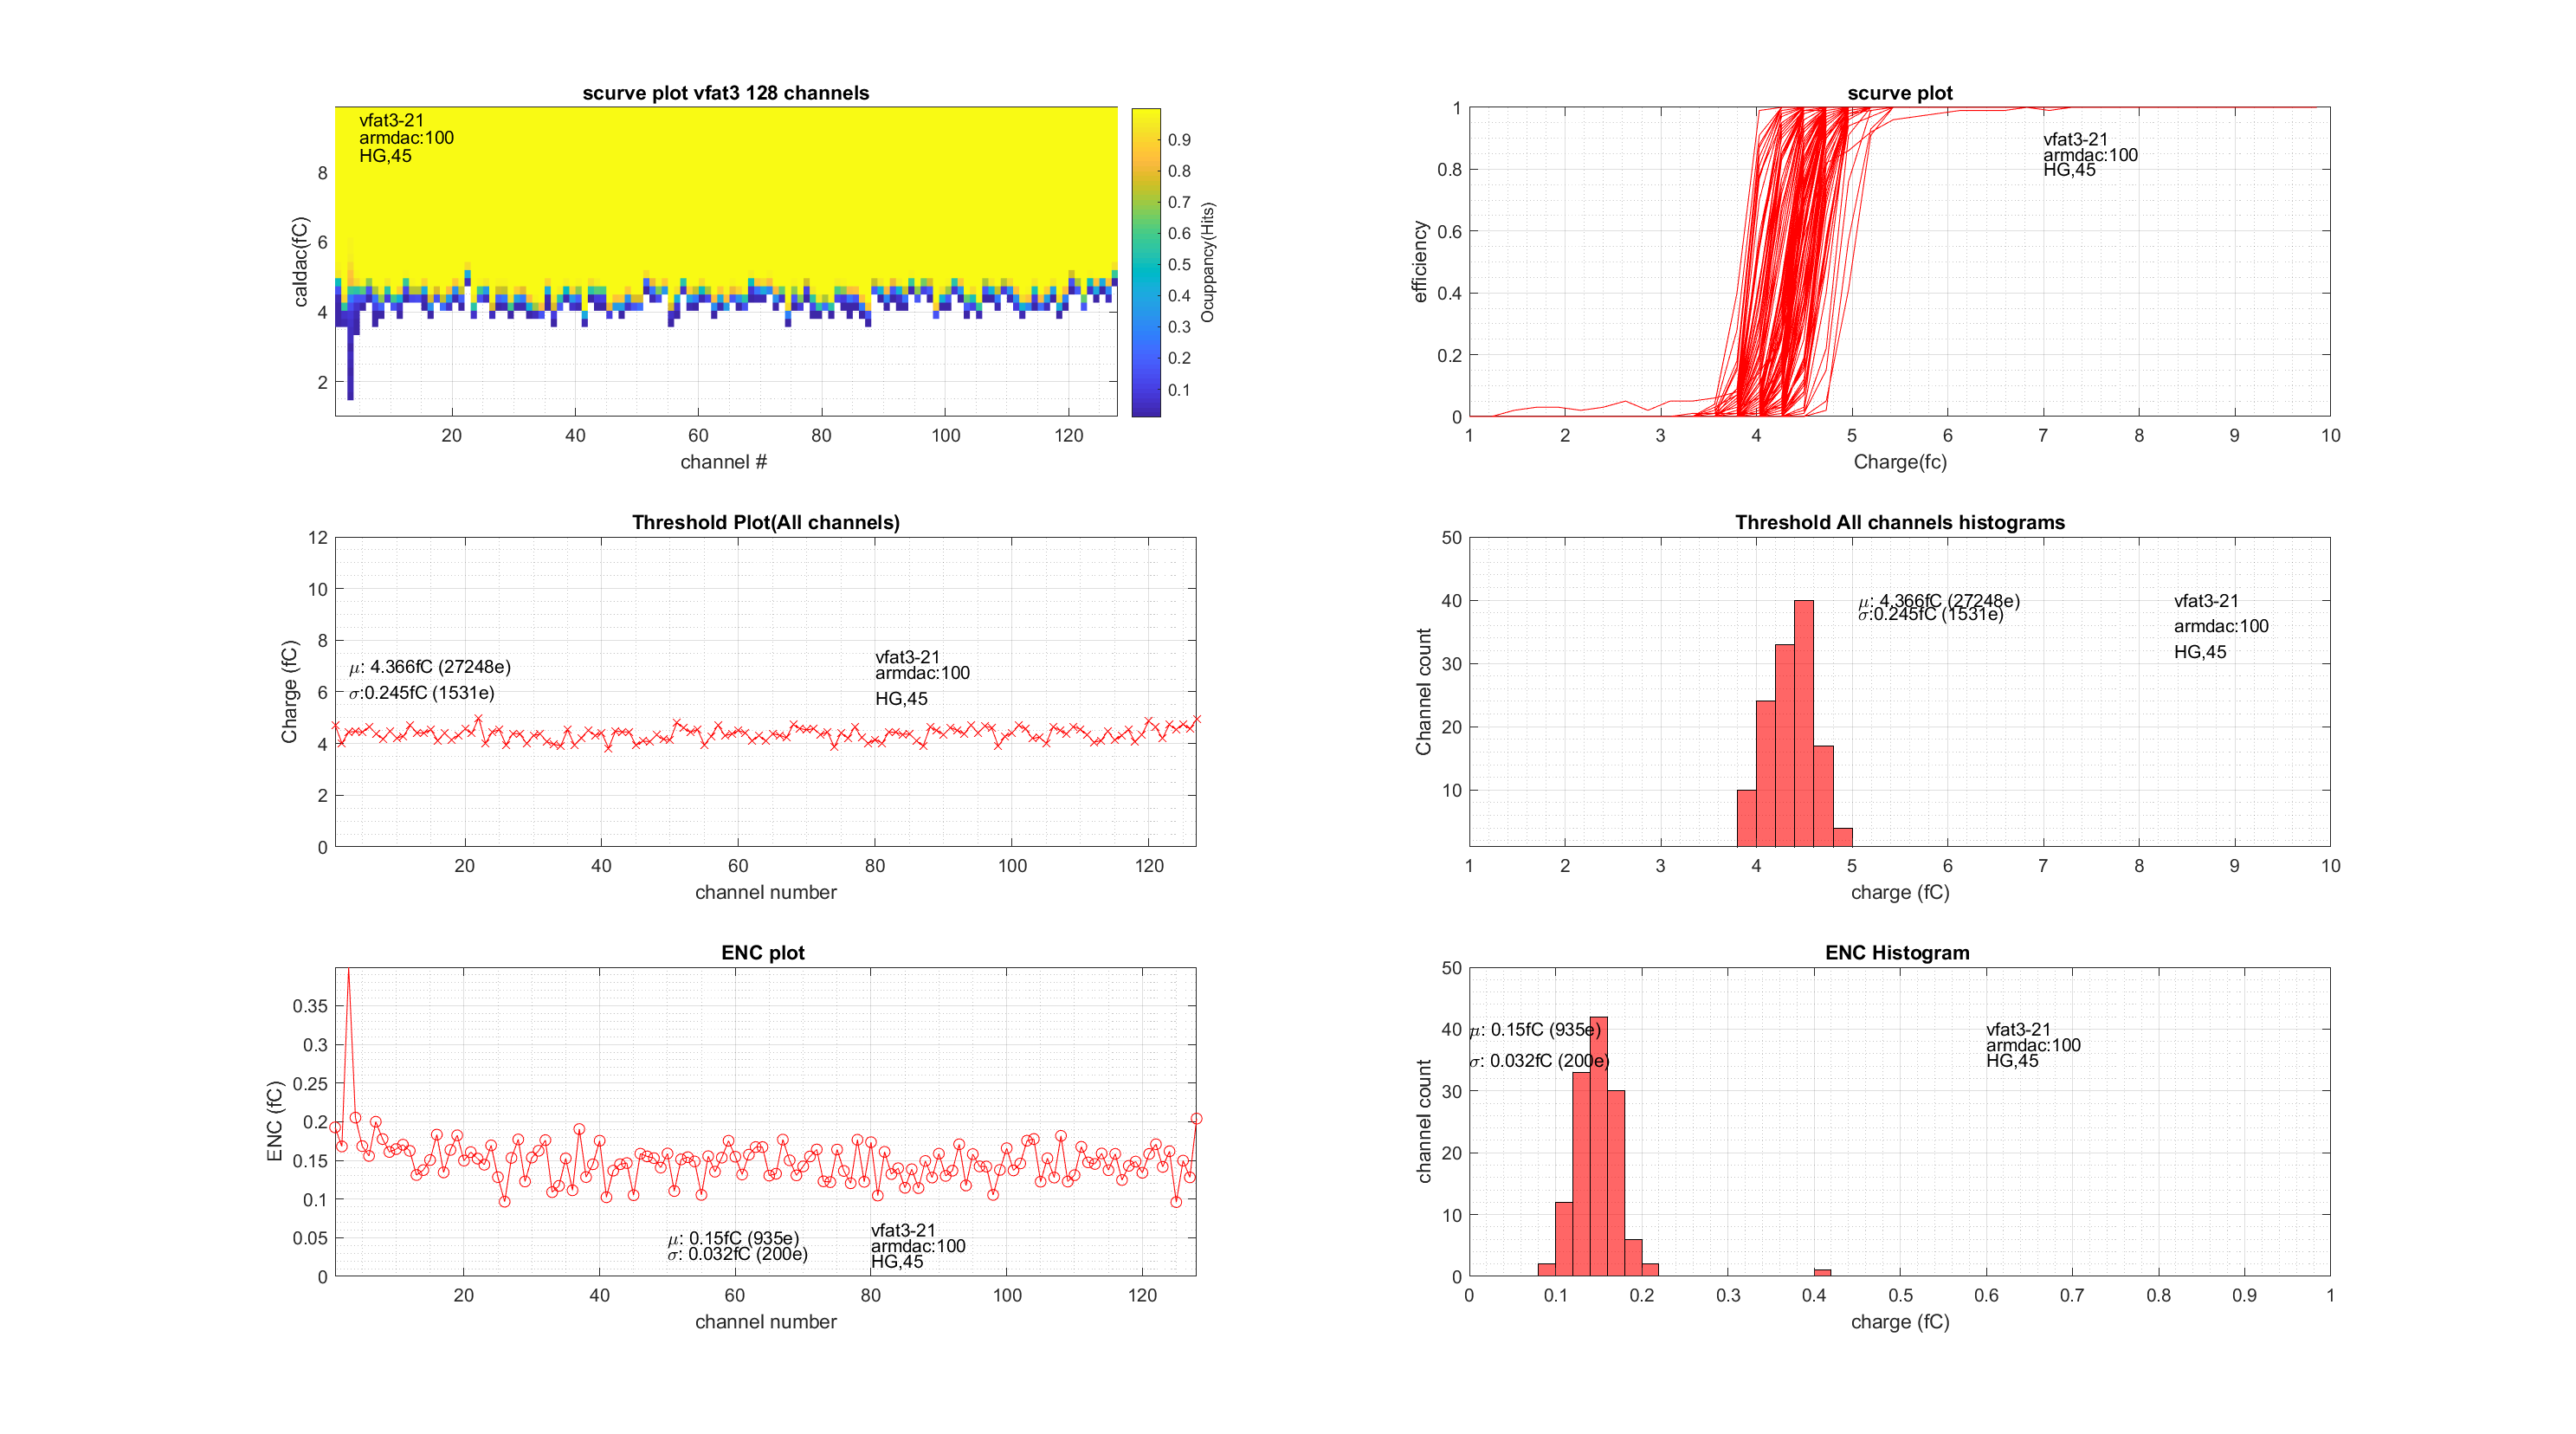 scurve plot vfat3 128 channels
vfat3-21
armdac:100
HG,45
8
6
4
2
caldac(fC)
20
40
60
80
100
120
channel #
0.9
0.8
0.7
0.6
0.5
0.4
0.3
0.2
0.1
Ocuppancy(Hits)
scurve plot
vfat3-21
armdac:100
HG,45
1
0.8
0.6
0.4
0.2
0
efficiency
1
2
3
4
5
6
7
8
9
10
Charge(fc)
Threshold Plot(All channels)
12
10
8
6
4
2
0
Charge (fC)
μ: 4.366fC (27248e)
σ:0.245fC (1531e)
vfat3-21
armdac:100
HG,45
20
40
60
80
100
120
channel number
Threshold All channels histograms
50
40
30
20
10
Channel count
μ: 4.366fC (27248e)
σ:0.245fC (1531e)
vfat3-21
armdac:100
HG,45
1
2
3
4
5
6
7
8
9
10
charge (fC)
ENC plot
0.35
0.3
0.25
0.2
0.15
0.1
0.05
0
ENC (fC)
μ: 0.15fC (935e)
σ: 0.032fC (200e)
vfat3-21
armdac:100
HG,45
20
40
60
80
100
120
channel number
ENC Histogram
50
40
30
20
10
0
channel count
μ: 0.15fC (935e)
σ: 0.032fC (200e)
vfat3-21
armdac:100
HG,45
0
0.1
0.2
0.3
0.4
0.5
0.6
0.7
0.8
0.9
1
charge (fC)